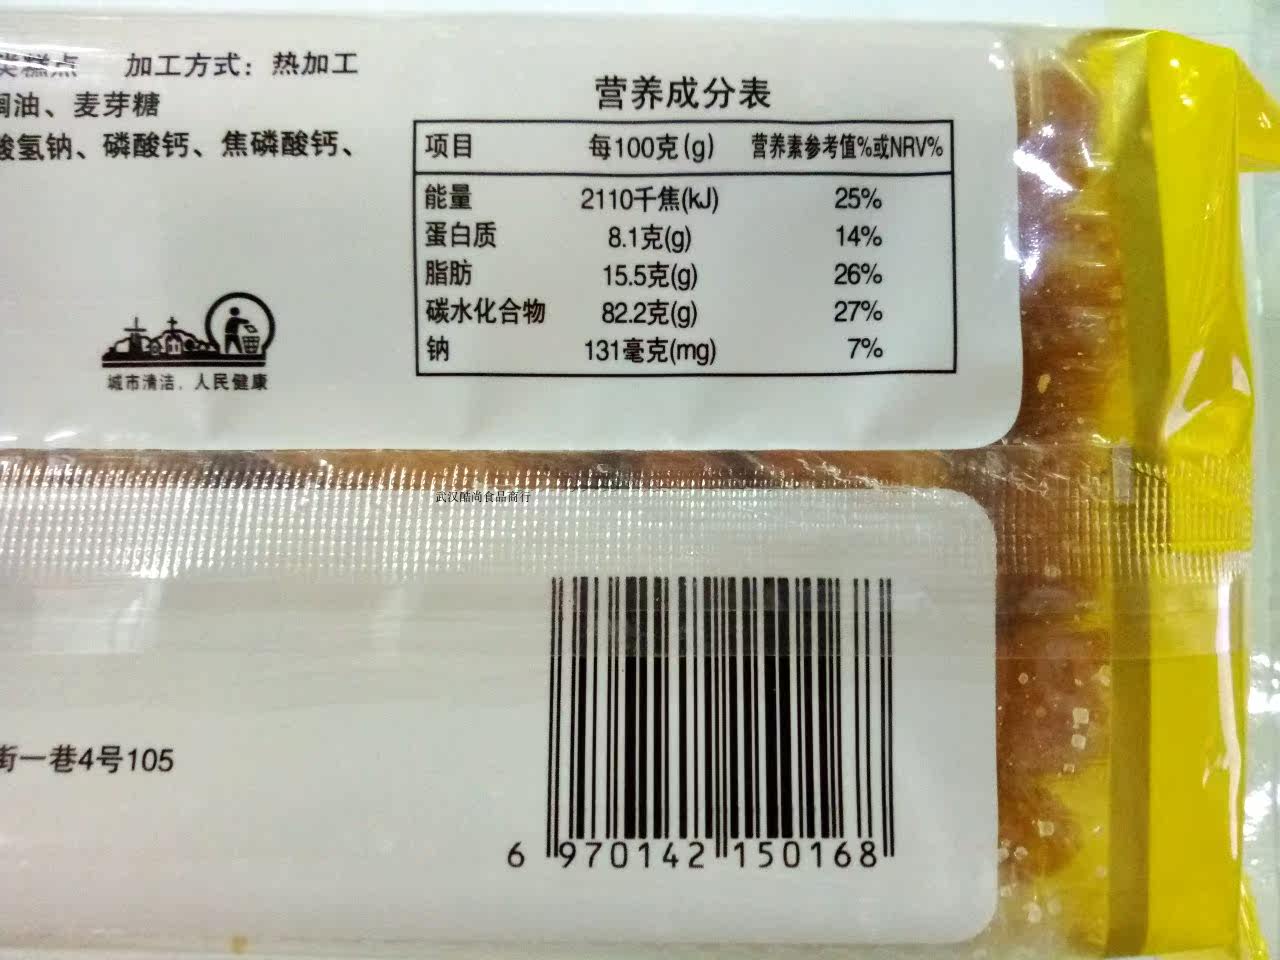 类糕点 加工方式：热加工
油、麦芽糖
酸氢钠、磷酸钙、焦磷酸钙、
营养成分表
项目 每100克(g) 营养素参考值%或NRV%
能量 2110千焦(kJ) 25%
蛋白质 8.1克(g) 14%
脂肪 15.5克(g) 26%
碳水化合物 82.2克(g) 27%
钠 131毫克(mg) 7%
城市清洁，人民健康
武汉酷尚食品商行
街一巷4号105
6 970142 150168